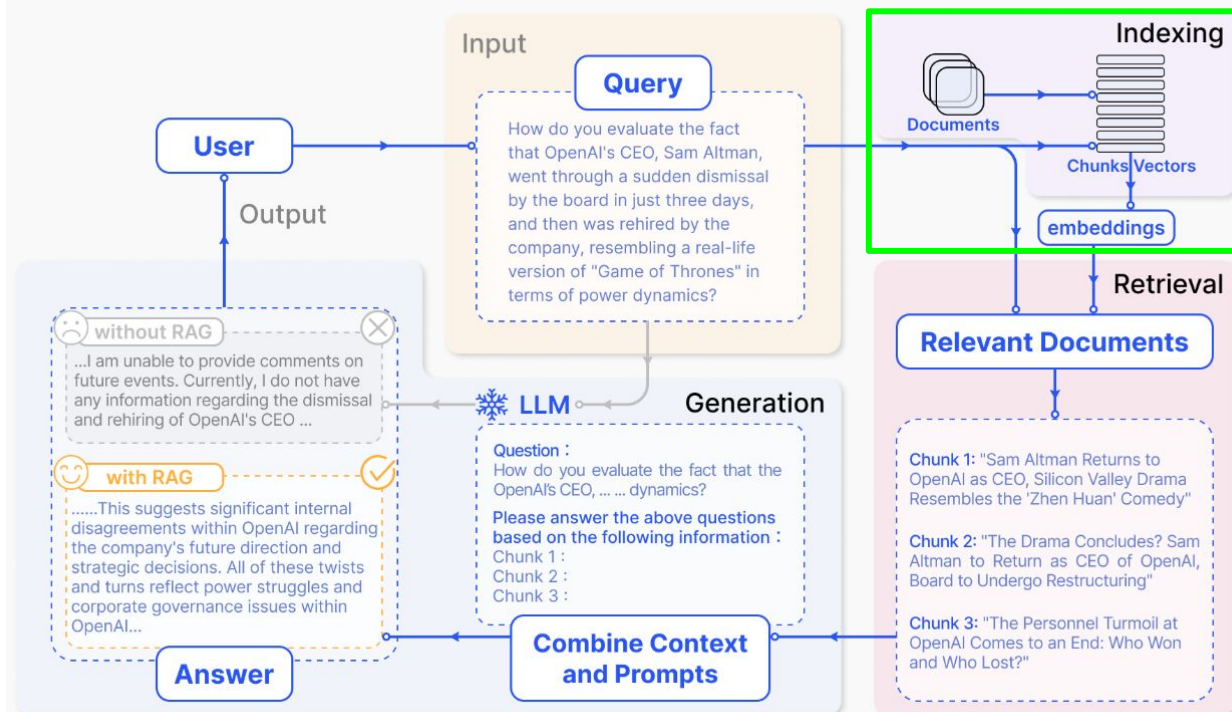 Input
Query
How do you evaluate the fact
that OpenAI's CEO, Sam Altman,
went through a sudden dismissal
by the board in just three days,
and then was rehired by the
company, resembling a real-life
version of "Game of Thrones" in
terms of power dynamics?
Indexing
Documents
Chunks Vectors
embeddings
User
Output
Retrieval
Relevant Documents
Chunk 1: "Sam Altman Returns to
OpenAI as CEO, Silicon Valley Drama
Resembles the 'Zhen Huan' Comedy"
Chunk 2: "The Drama Concludes? Sam
Altman to Return as CEO of OpenAI,
Board to Undergo Restructuring"
Chunk 3: "The Personnel Turmoil at
OpenAI Comes to an End: Who Won
and Who Lost?"
LLM
Generation
Question :
How do you evaluate the fact that the
OpenAI's CEO, ... ... dynamics?
Please answer the above questions
based on the following information :
Chunk 1 :
Chunk 2 :
Chunk 3 :
Combine Context
and Prompts
without RAG
...I am unable to provide comments on
future events. Currently, I do not have
any information regarding the dismissal
and rehiring of OpenAI's CEO ...
with RAG
......This suggests significant internal
disagreements within OpenAI regarding
the company's future direction and
strategic decisions. All of these twists
and turns reflect power struggles and
corporate governance issues within
OpenAI...
Answer